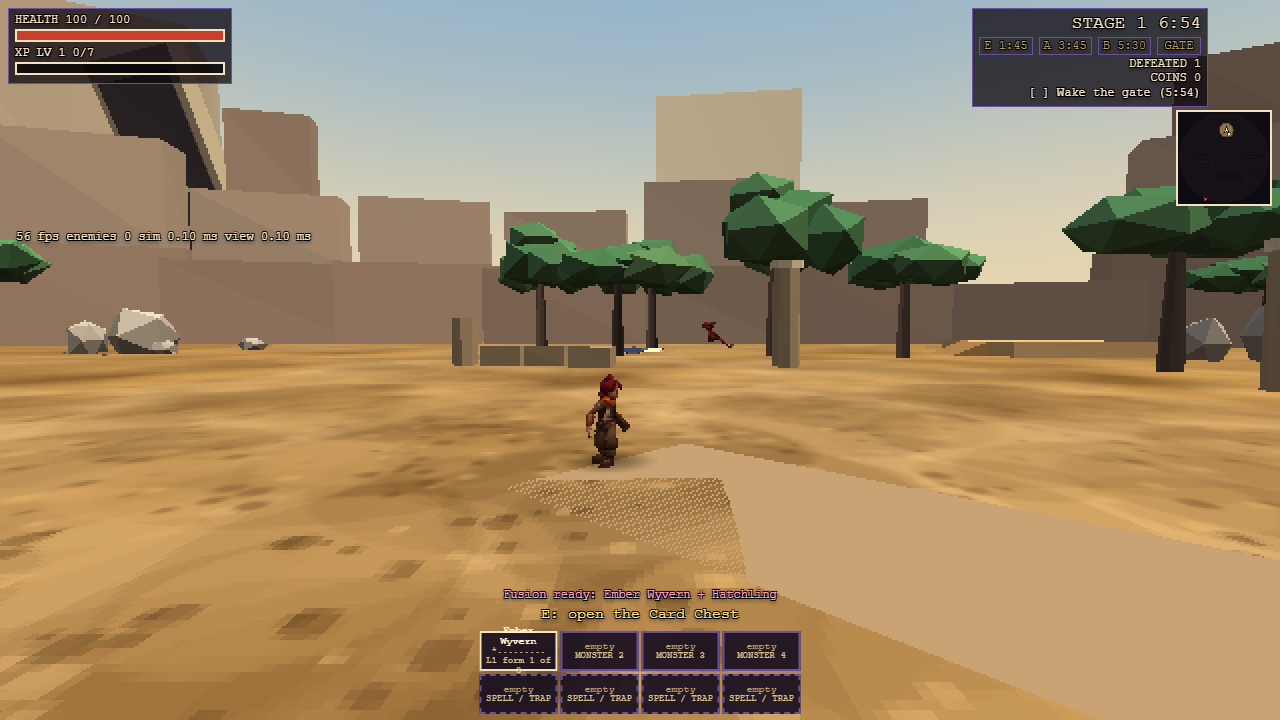 HEALTH 100 / 100
XP LV 1 0/7
STAGE 1 6:54
E 1:45 A 3:45 B 5:30 GATE
DEFEATED 1
COINS 0
[ ] Wake the gate (5:54)
56 fps enemies 0 sim 0.10 ms view 0.10 ms
Fusion ready: Ember Wyvern + Hatchling
E: open the Card Chest
Ember
Wyvern
L1 form 1 of
empty
MONSTER 2
empty
MONSTER 3
empty
MONSTER 4
empty
SPELL / TRAP
empty
SPELL / TRAP
empty
SPELL / TRAP
empty
SPELL / TRAP